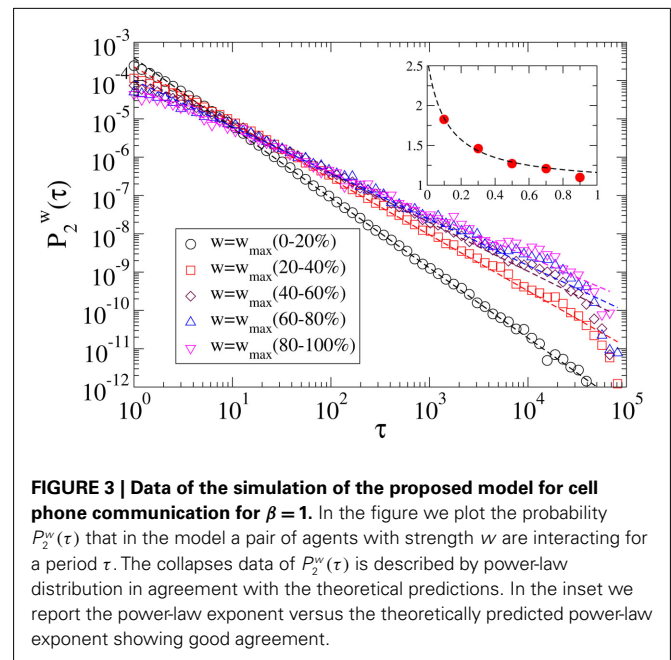 10^-3
10^-4
10^-5
10^-6
10^-7
10^-8
10^-9
10^-10
10^-11
10^-12
P_2^w(τ)
2.5
2
1.5
1
0 0.2 0.4 0.6 0.8 1
w=w_max(0-20%)
w=w_max(20-40%)
w=w_max(40-60%)
w=w_max(60-80%)
w=w_max(80-100%)
10^0 10^1 10^2 10^3 10^4 10^5
τ
FIGURE 3 | Data of the simulation of the proposed model for cell
phone communication for β = 1. In the figure we plot the probability
P_2^w(τ) that in the model a pair of agents with strength w are interacting for
a period τ. The collapses data of P_2^w(τ) is described by power-law
distribution in agreement with the theoretical predictions. In the inset we
report the power-law exponent versus the theoretically predicted power-law
exponent showing good agreement.